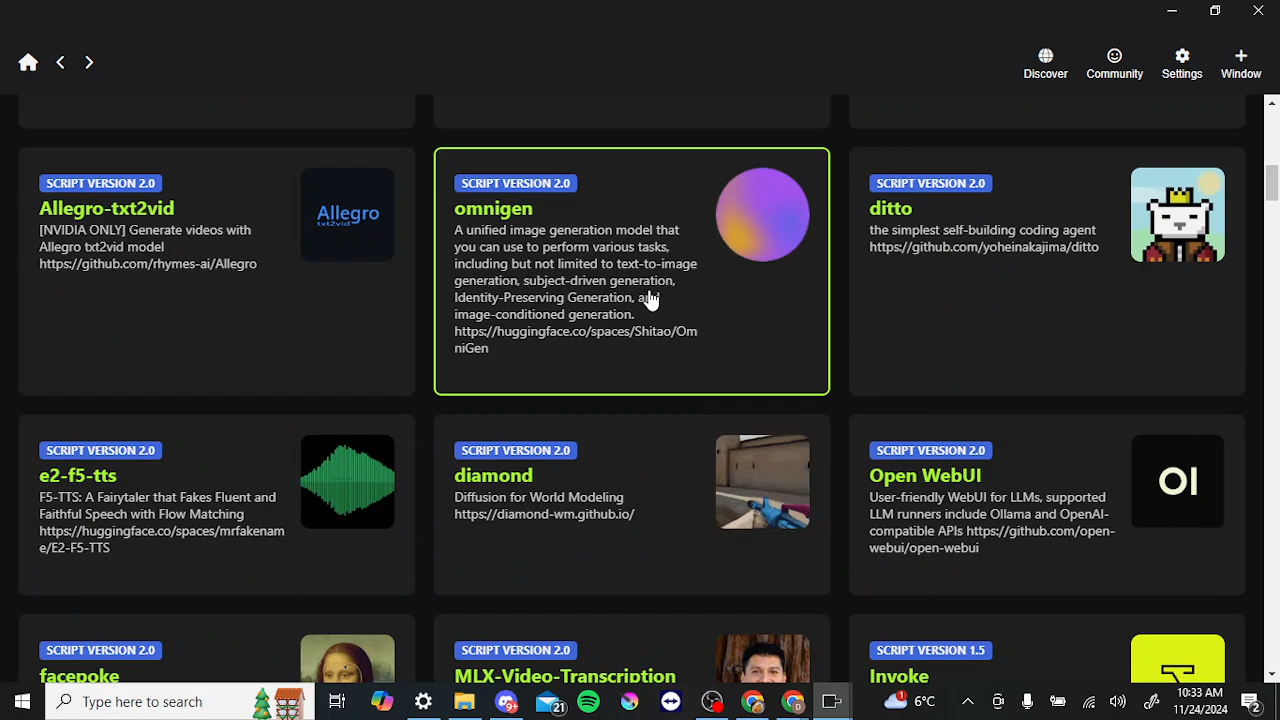 Discover
Community
Settings
Window
SCRIPT VERSION 2.0
Allegro-txt2vid
[NVIDIA ONLY] Generate videos with
Allegro txt2vid model
https://github.com/rhymes-ai/Allegro
Allegro
txt2vid
SCRIPT VERSION 2.0
omnigen
A unified image generation model that
you can use to perform various tasks,
including but not limited to text-to-image
generation, subject-driven generation,
Identity-Preserving Generation,
image-conditioned generation.
https://huggingface.co/spaces/Shitao/Om
niGen
SCRIPT VERSION 2.0
ditto
the simplest self-building coding agent
https://github.com/yoheinakajima/ditto
SCRIPT VERSION 2.0
e2-f5-tts
F5-TTS: A Fairytaler that Fakes Fluent and
Faithful Speech with Flow Matching
https://huggingface.co/spaces/mrfakenam
e/E2-F5-TTS
SCRIPT VERSION 2.0
diamond
Diffusion for World Modeling
https://diamond-wm.github.io/
SCRIPT VERSION 2.0
Open WebUI
User-friendly WebUI for LLMs, supported
LLM runners include Ollama and OpenAI-
compatible APIs https://github.com/open-
webui/open-webui
OI
SCRIPT VERSION 2.0
facepoke
SCRIPT VERSION 2.0
MLX-Video-Transcription
SCRIPT VERSION 1.5
Invoke
Type here to search
9+
21
1
6°C
10:33 AM
11/24/2024
2